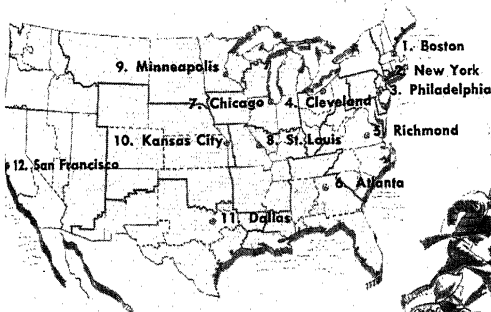 1. Boston
2. New York
3. Philadelphia
4. Cleveland
5. Richmond
6. Atlanta
7. Chicago
8. St. Louis
9. Minneapolis
10. Kansas City
11. Dallas
12. San Francisco